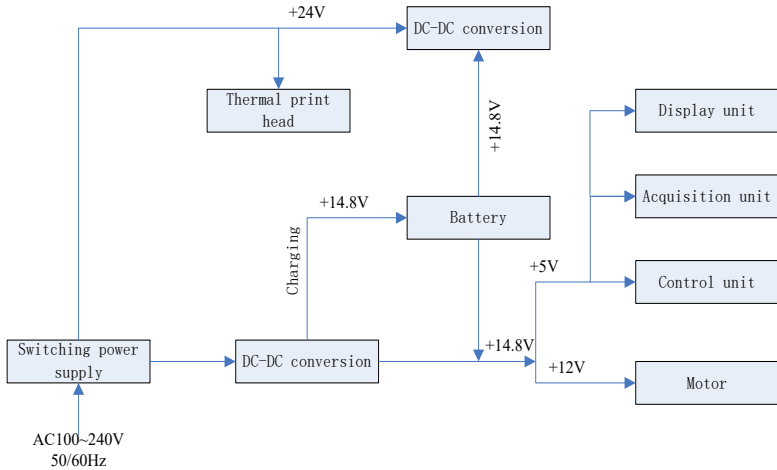 +24V
DC-DC conversion
Thermal print
head
+14.8V
Display unit
+14.8V
Battery
Acquisition unit
Charging
+5V
Control unit
Switching power
supply
DC-DC conversion
+14.8V
+12V
Motor
AC100~240V
50/60Hz